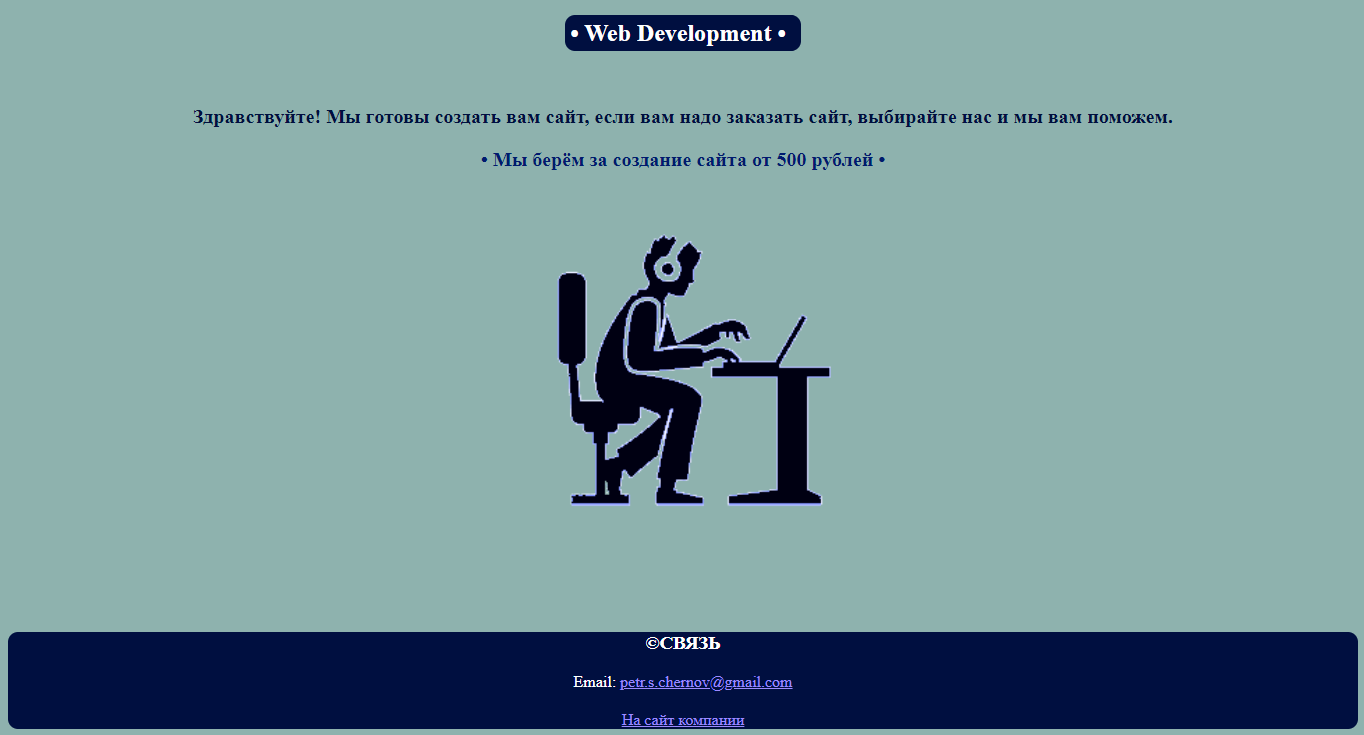 • Web Development •
Здравствуйте! Мы готовы создать вам сайт, если вам надо заказать сайт, выбирайте нас и мы вам поможем.
• Мы берём за создание сайта от 500 рублей •
©СВЯЗЬ
Email: petr.s.chernov@gmail.com
На сайт компании